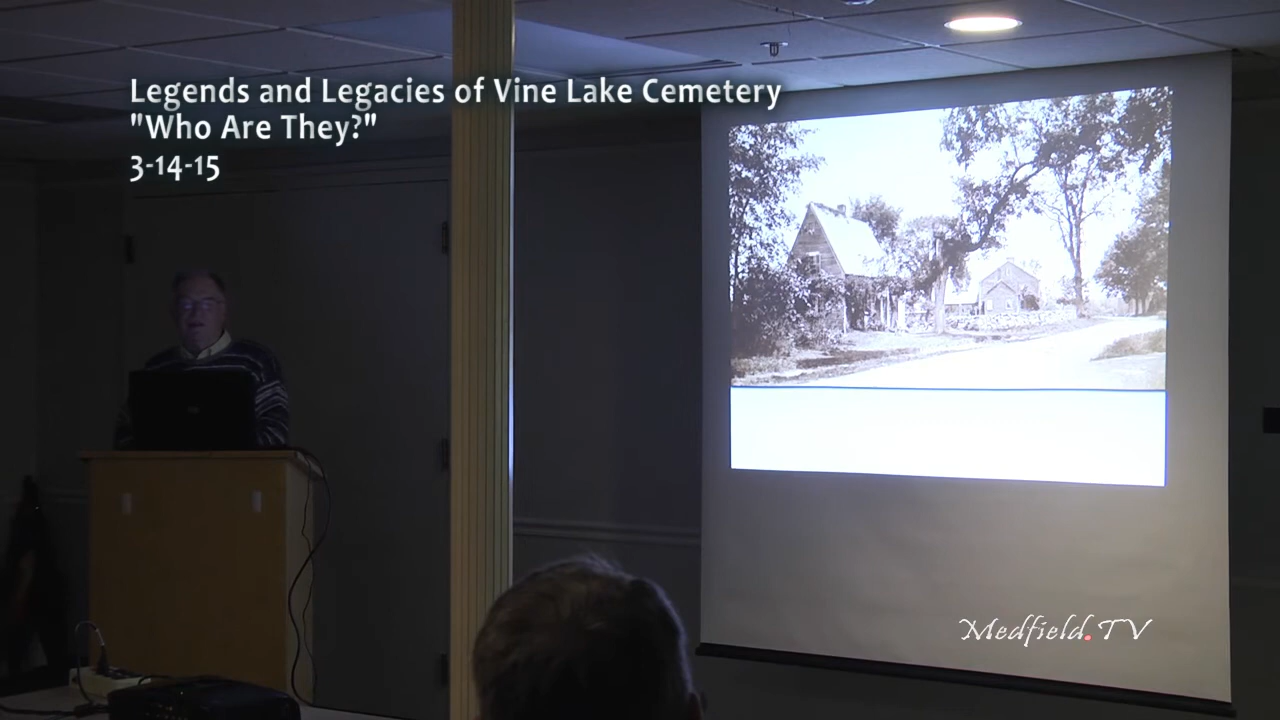 Legends and Legacies of Vine Lake Cemetery
"Who Are They?"
3-14-15
Medfield.TV